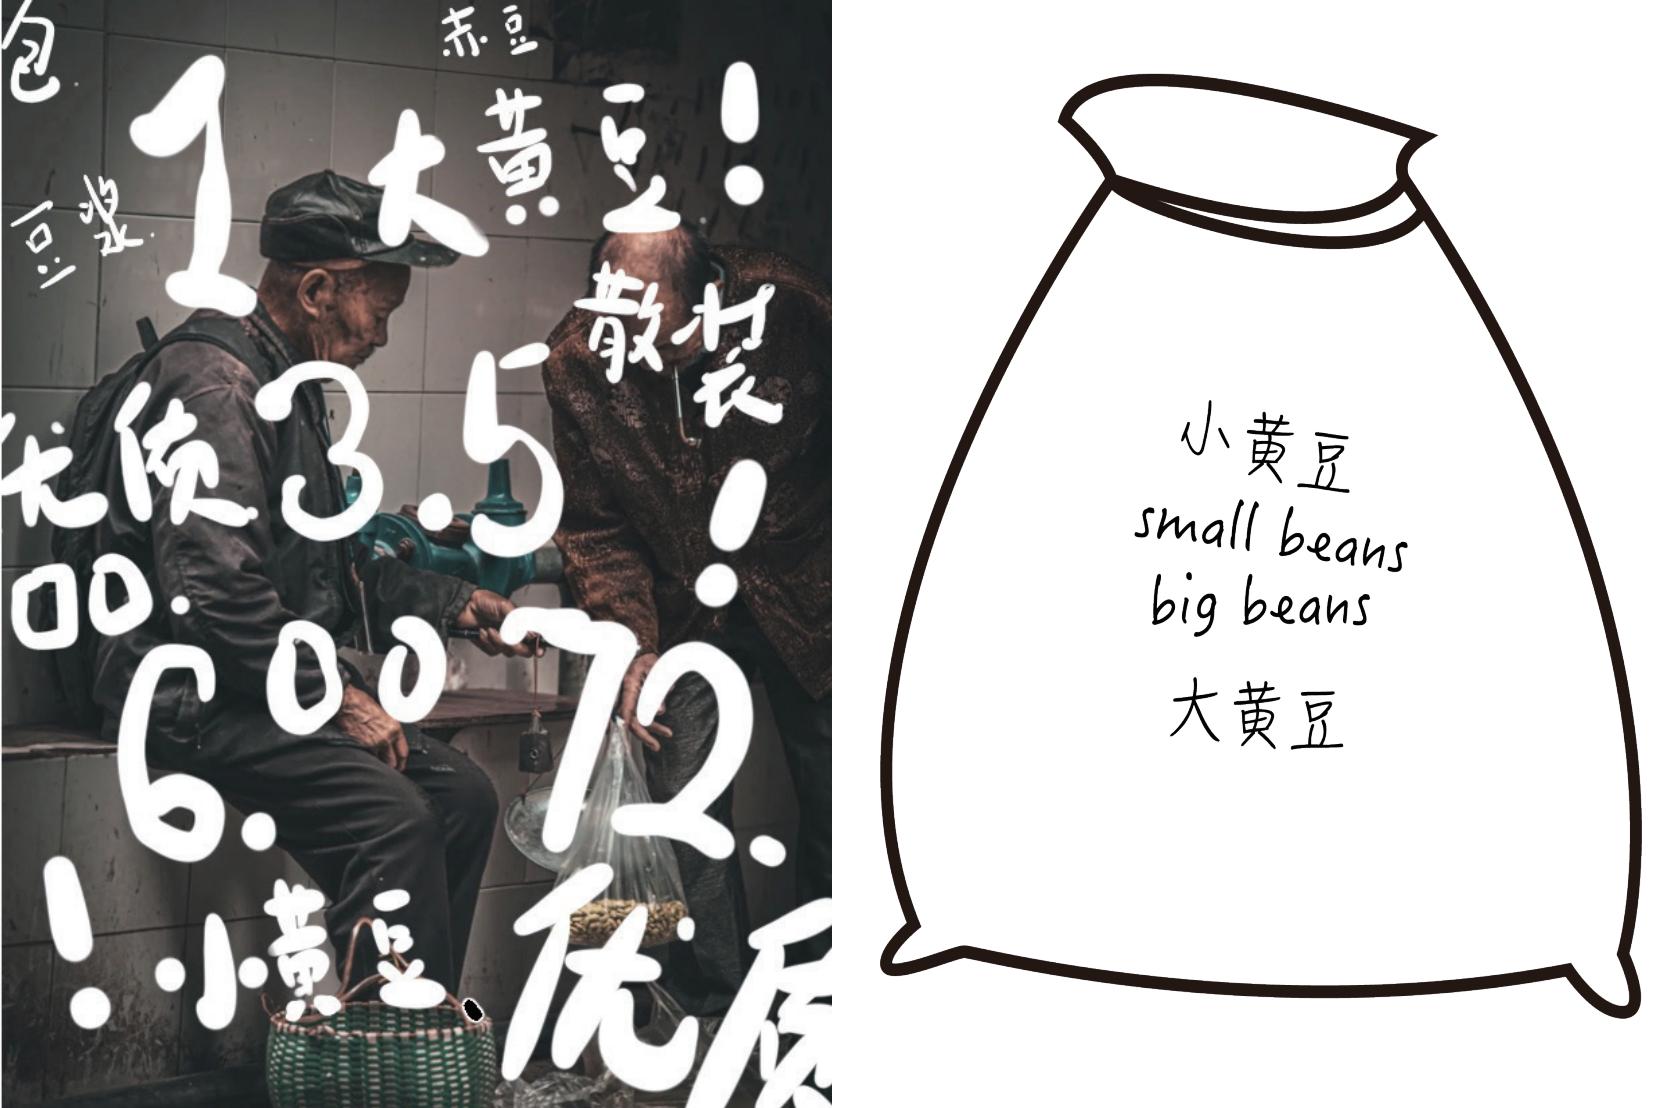 包
赤豆
1 大黄豆!
豆浆
散装
优质 3.5 !
品.
6.00 72.
! 小黄豆 优质
小黄豆
small beans
big beans
大黄豆